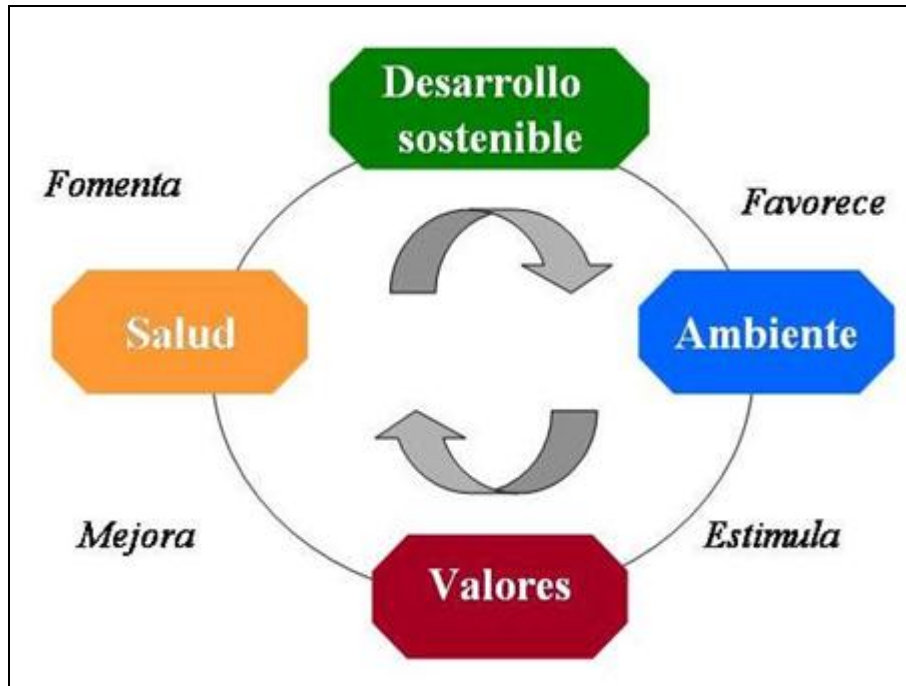 Desarrollo
sostenible
Fomenta
Favorece
Salud
Ambiente
Mejora
Estimula
Valores